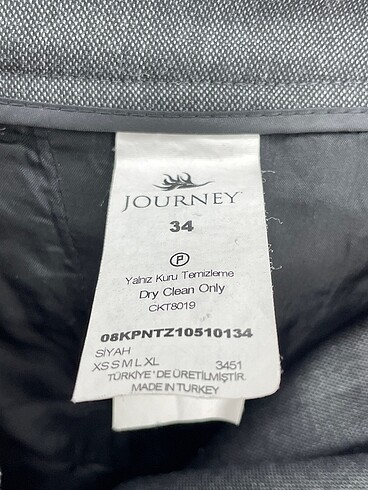 JOURNEY
34
P
Yalnız Kuru Temizleme
Dry Clean Only
CKT8019
08KPNTZ10510134
SİYAH
XS S M L XL 3451
TÜRKİYE'DE ÜRETİLMİŞTİR.
MADE IN TURKEY